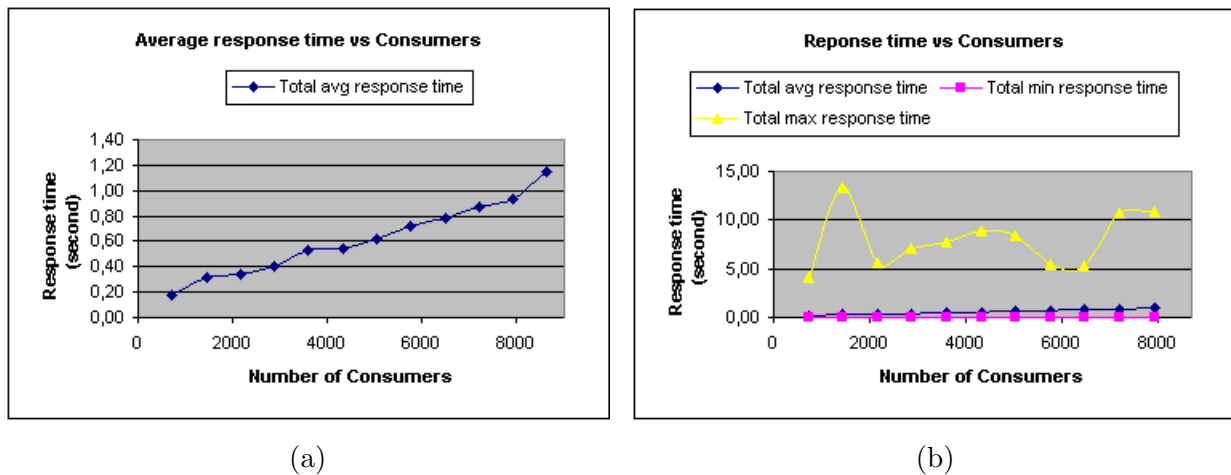 Average response time vs Consumers
Total avg response time
1,40
1,20
1,00
0,80
0,60
0,40
0,20
0,00
Response time
(second)
0 2000 4000 6000 8000
Number of Consumers
(a)
Reponse time vs Consumers
Total avg response time Total min response time
Total max response time
15,00
10,00
5,00
0,00
Response time
(second)
0 2000 4000 6000 8000
Number of Consumers
(b)